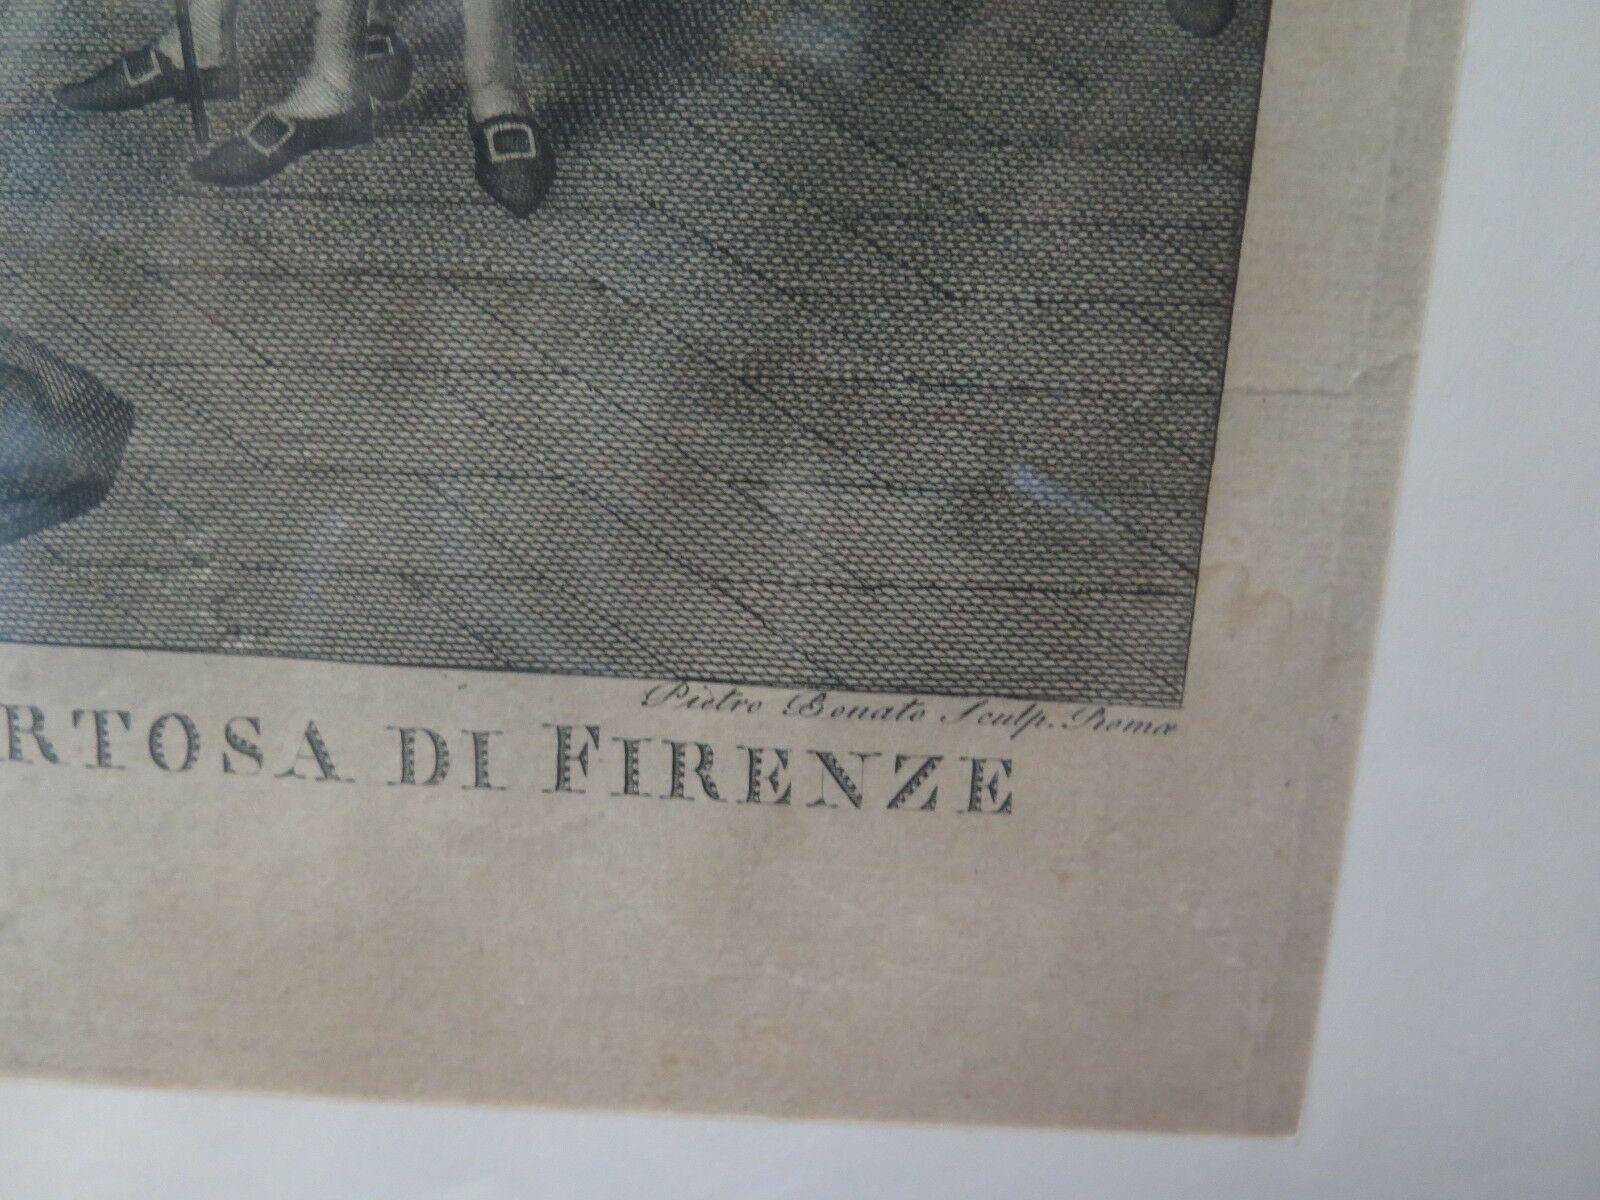 Pietro Bonato Sculp. Romæ
RTOSA DI FIRENZE